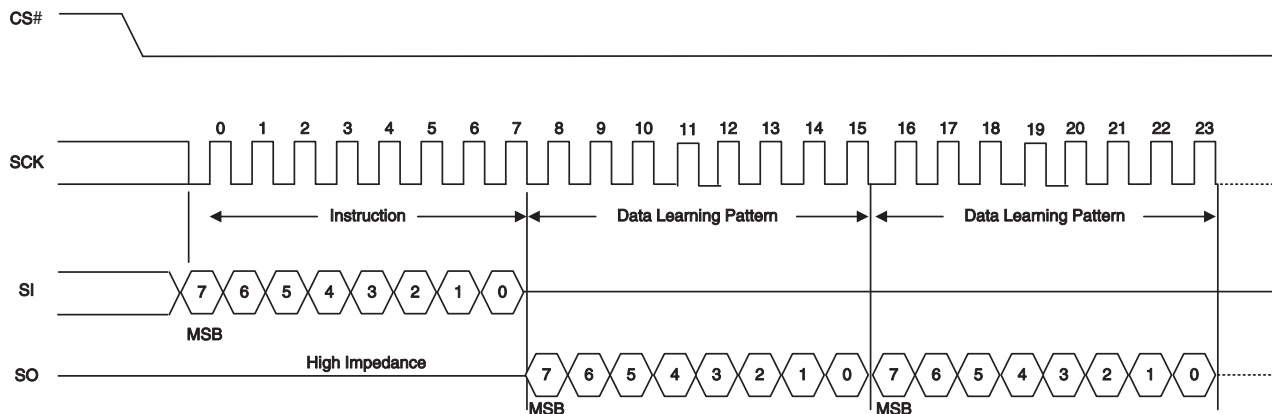 CS#
0 1 2 3 4 5 6 7 8 9 10 11 12 13 14 15 16 17 18 19 20 21 22 23
SCK
Instruction Data Learning Pattern Data Learning Pattern
SI 7 6 5 4 3 2 1 0
MSB
High Impedance
SO 7 6 5 4 3 2 1 0 7 6 5 4 3 2 1 0
MSB MSB